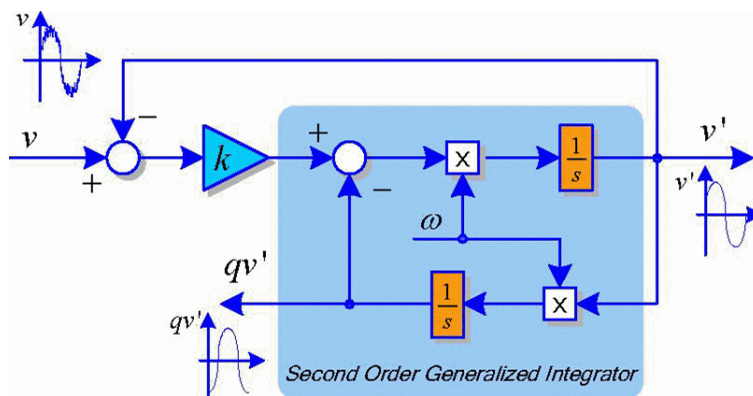 v
v
+
−
k
+
−
x
1
s
v'
v'
ω
qv'
1
s
x
qv'
Second Order Generalized Integrator